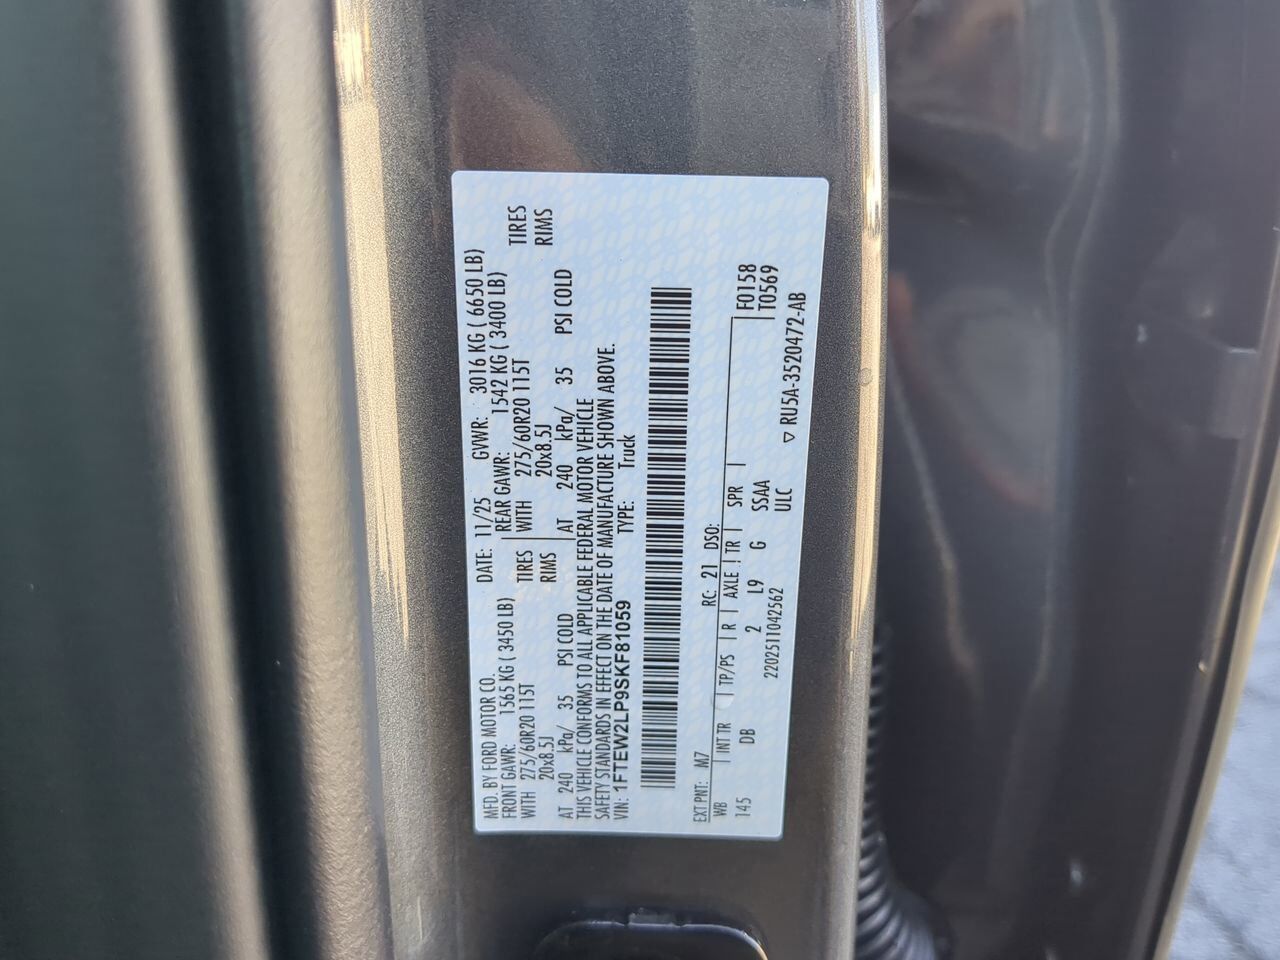 MFD. BY FORD MOTOR CO. DATE: 11/25 GVWR: 3016 KG ( 6650 LB)
FRONT GAWR: 1565 KG ( 3450 LB) REAR GAWR: 1542 KG ( 3400 LB)
WITH 275/60R20 115T TIRES WITH 275/60R20 115T TIRES
20x8.5J RIMS 20x8.5J RIMS
AT 240 kPa/ 35 PSI COLD AT 240 kPa/ 35 PSI COLD
THIS VEHICLE CONFORMS TO ALL APPLICABLE FEDERAL MOTOR VEHICLE
SAFETY STANDARDS IN EFFECT ON THE DATE OF MANUFACTURE SHOWN ABOVE.
VIN: 1FTEW2LP9SKF81059 TYPE: Truck
EXT PNT: M7 RC: 21 DSO:
WB INT TR TP/PS R AXLE TR SPR F0158
145 DB 2 L9 G SSAA T0569
ULC
2202511042562 ▽ RU5A-3520472-AB